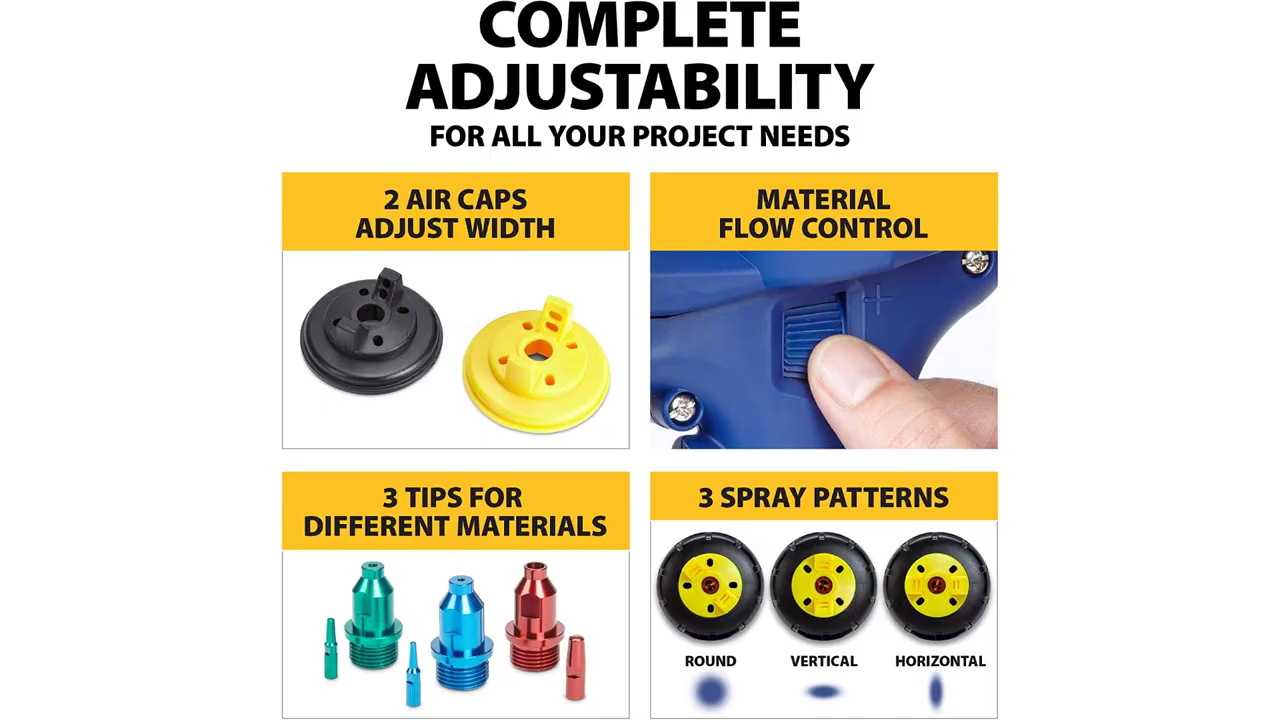 COMPLETE
ADJUSTABILITY
FOR ALL YOUR PROJECT NEEDS
2 AIR CAPS
ADJUST WIDTH
MATERIAL
FLOW CONTROL
+
3 TIPS FOR
DIFFERENT MATERIALS
3 SPRAY PATTERNS
ROUND
VERTICAL
HORIZONTAL